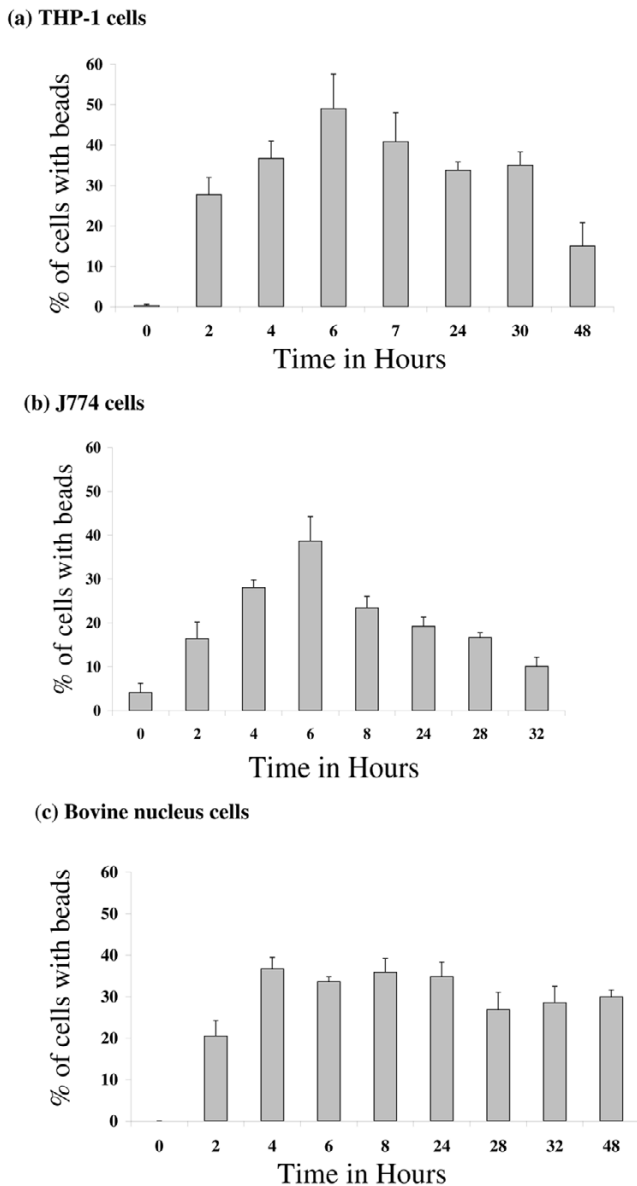 (a) THP-1 cells
% of cells with beads
60
50
40
30
20
10
0
0 2 4 6 7 24 30 48
Time in Hours
(b) J774 cells
% of cells with beads
60
50
40
30
20
10
0
0 2 4 6 8 24 28 32
Time in Hours
(c) Bovine nucleus cells
% of cells with beads
60
50
40
30
20
10
0
0 2 4 6 8 24 28 32 48
Time in Hours